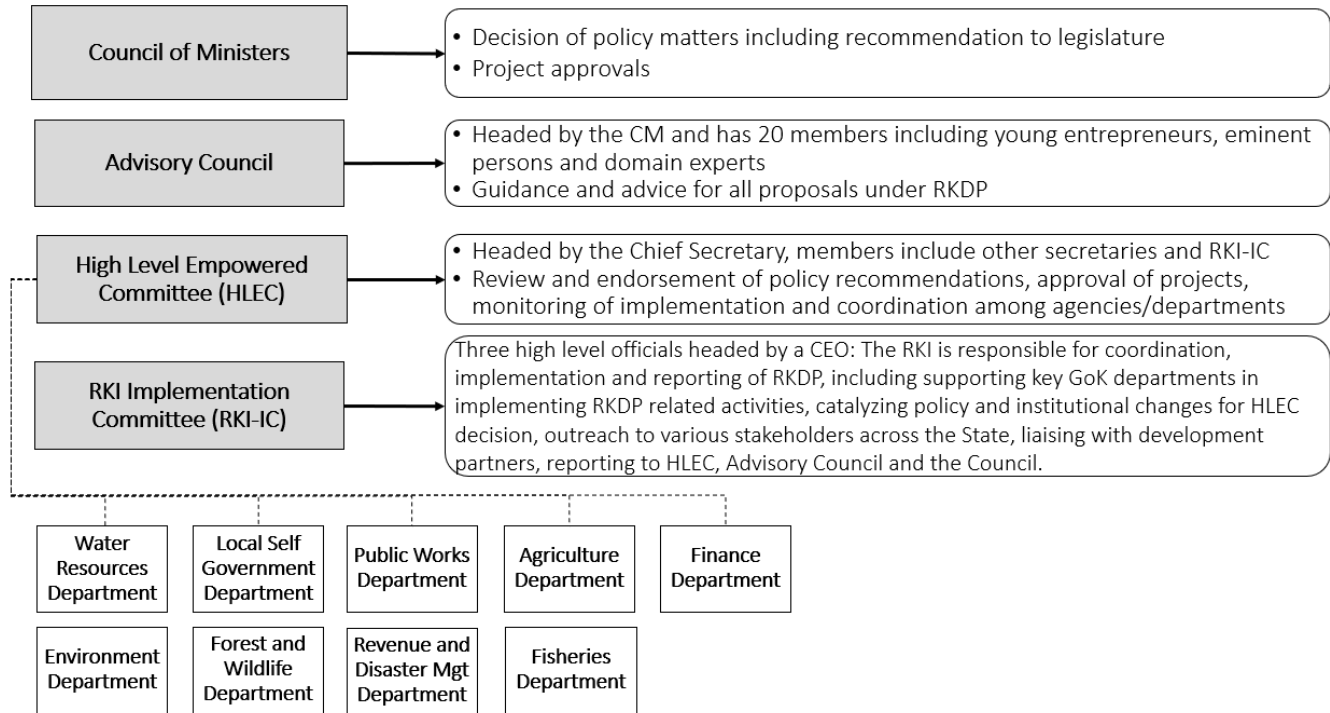 Council of Ministers
• Decision of policy matters including recommendation to legislature
• Project approvals
Advisory Council
• Headed by the CM and has 20 members including young entrepreneurs, eminent
persons and domain experts
• Guidance and advice for all proposals under RKDP
High Level Empowered
Committee (HLEC)
• Headed by the Chief Secretary, members include other secretaries and RKI-IC
• Review and endorsement of policy recommendations, approval of projects,
monitoring of implementation and coordination among agencies/departments
RKI Implementation
Committee (RKI-IC)
Three high level officials headed by a CEO: The RKI is responsible for coordination,
implementation and reporting of RKDP, including supporting key GoK departments in
implementing RKDP related activities, catalyzing policy and institutional changes for HLEC
decision, outreach to various stakeholders across the State, liaising with development
partners, reporting to HLEC, Advisory Council and the Council.
Water
Resources
Department
Local Self
Government
Department
Public Works
Department
Agriculture
Department
Finance
Department
Environment
Department
Forest and
Wildlife
Department
Revenue and
Disaster Mgt
Department
Fisheries
Department